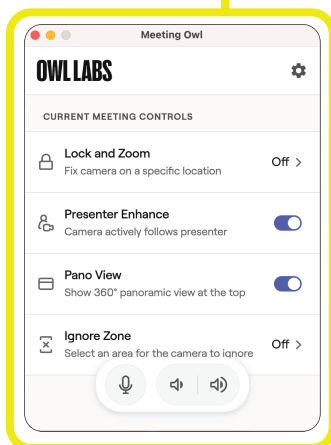 Meeting Owl
OWL LABS
CURRENT MEETING CONTROLS
Lock and Zoom
Fix camera on a specific location
Off >
Presenter Enhance
Camera actively follows presenter
Pano View
Show 360° panoramic view at the top
Ignore Zone
Select an area for the camera to ignore
Off >